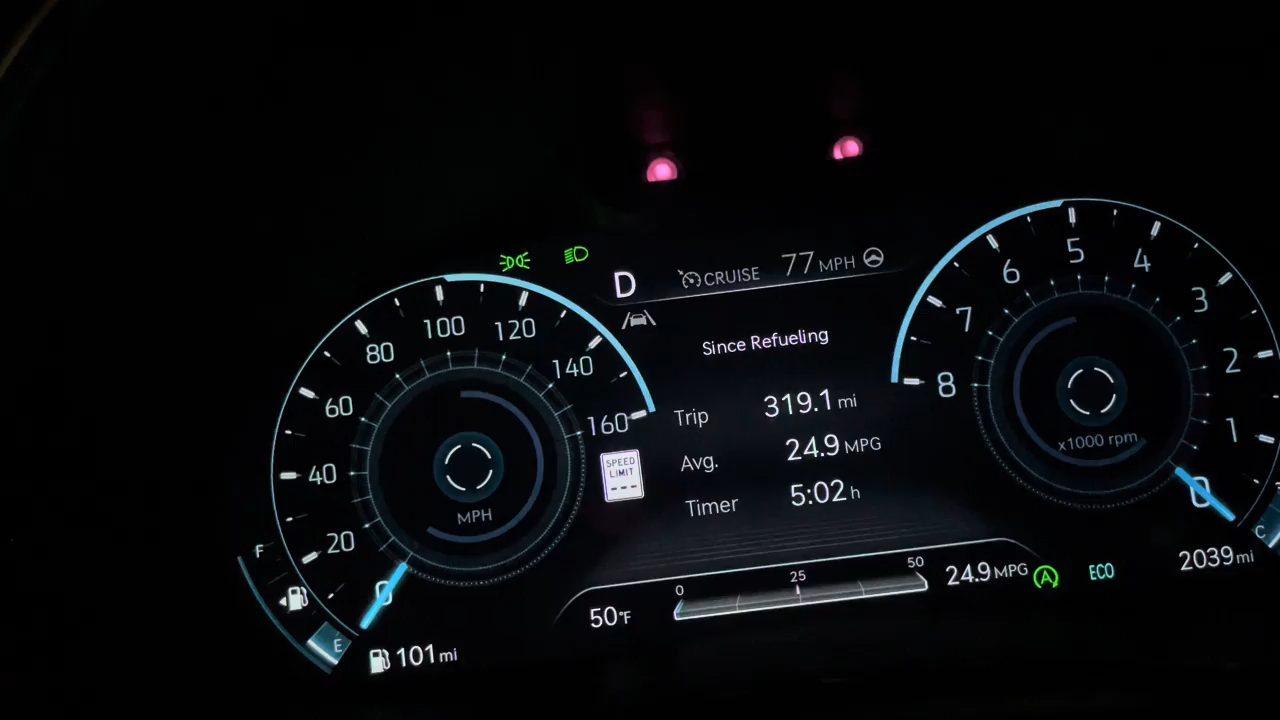 D
CRUISE 77 MPH
Since Refueling
Trip 319.1 mi
Avg. 24.9 MPG
Timer 5:02 h
SPEED
LIMIT
---
0
20
40
60
80
100
120
140
160
MPH
8
7
6
5
4
3
2
1
0
x1000 rpm
F
E
C
101 mi
50°F
0 25 50
24.9 MPG
A
ECO
2039 mi